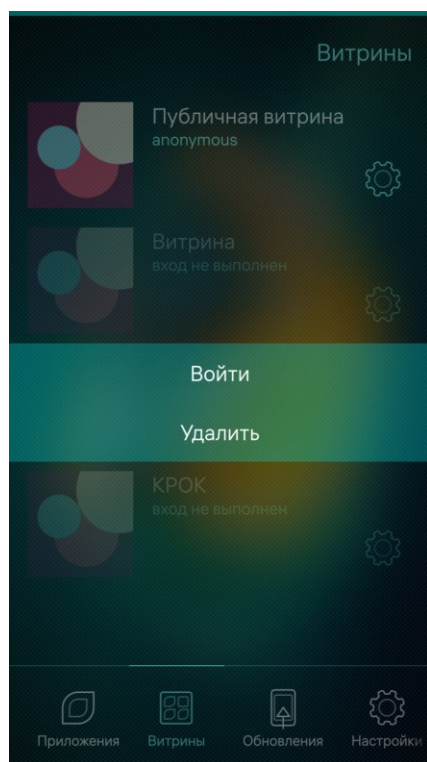 Витрины
Публичная витрина
anonymous
Витрина
вход не выполнен
Войти
Удалить
КРОК
вход не выполнен
Приложения
Витрины
Обновления
Настройки